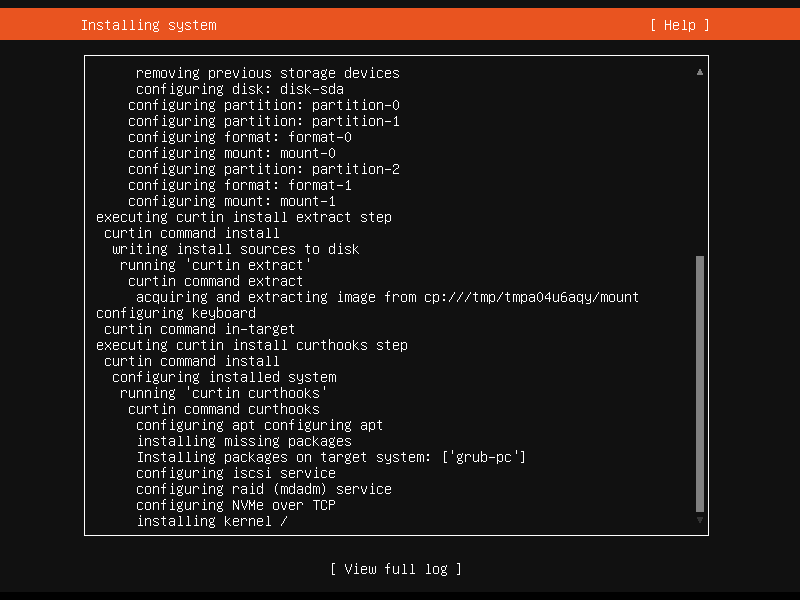 Installing system
[ Help ]
removing previous storage devices
configuring disk: disk-sda
configuring partition: partition-0
configuring partition: partition-1
configuring format: format-0
configuring mount: mount-0
configuring partition: partition-2
configuring format: format-1
configuring mount: mount-1
executing curtin install extract step
curtin command install
writing install sources to disk
running 'curtin extract'
curtin command extract
acquiring and extracting image from cp:///tmp/tmpa04u6aqy/mount
configuring keyboard
curtin command in-target
executing curtin install curthooks step
curtin command install
configuring installed system
running 'curtin curthooks'
curtin command curthooks
configuring apt configuring apt
installing missing packages
Installing packages on target system: ['grub-pc']
configuring iscsi service
configuring raid (mdadm) service
configuring NVMe over TCP
installing kernel /
[ View full log ]